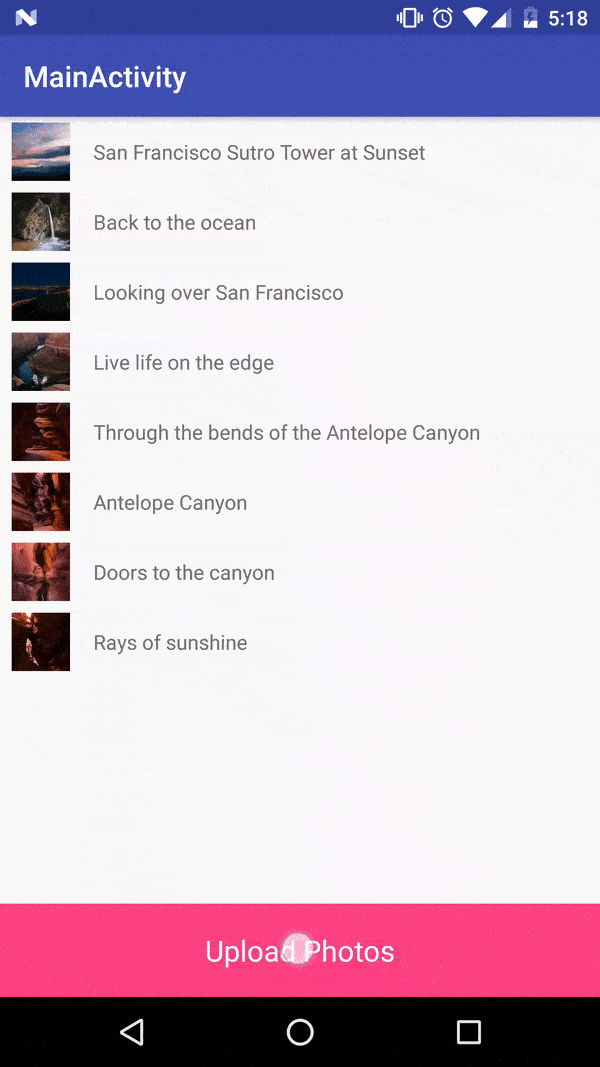 5:18
MainActivity
San Francisco Sutro Tower at Sunset
Back to the ocean
Looking over San Francisco
Live life on the edge
Through the bends of the Antelope Canyon
Antelope Canyon
Doors to the canyon
Rays of sunshine
Upload Photos